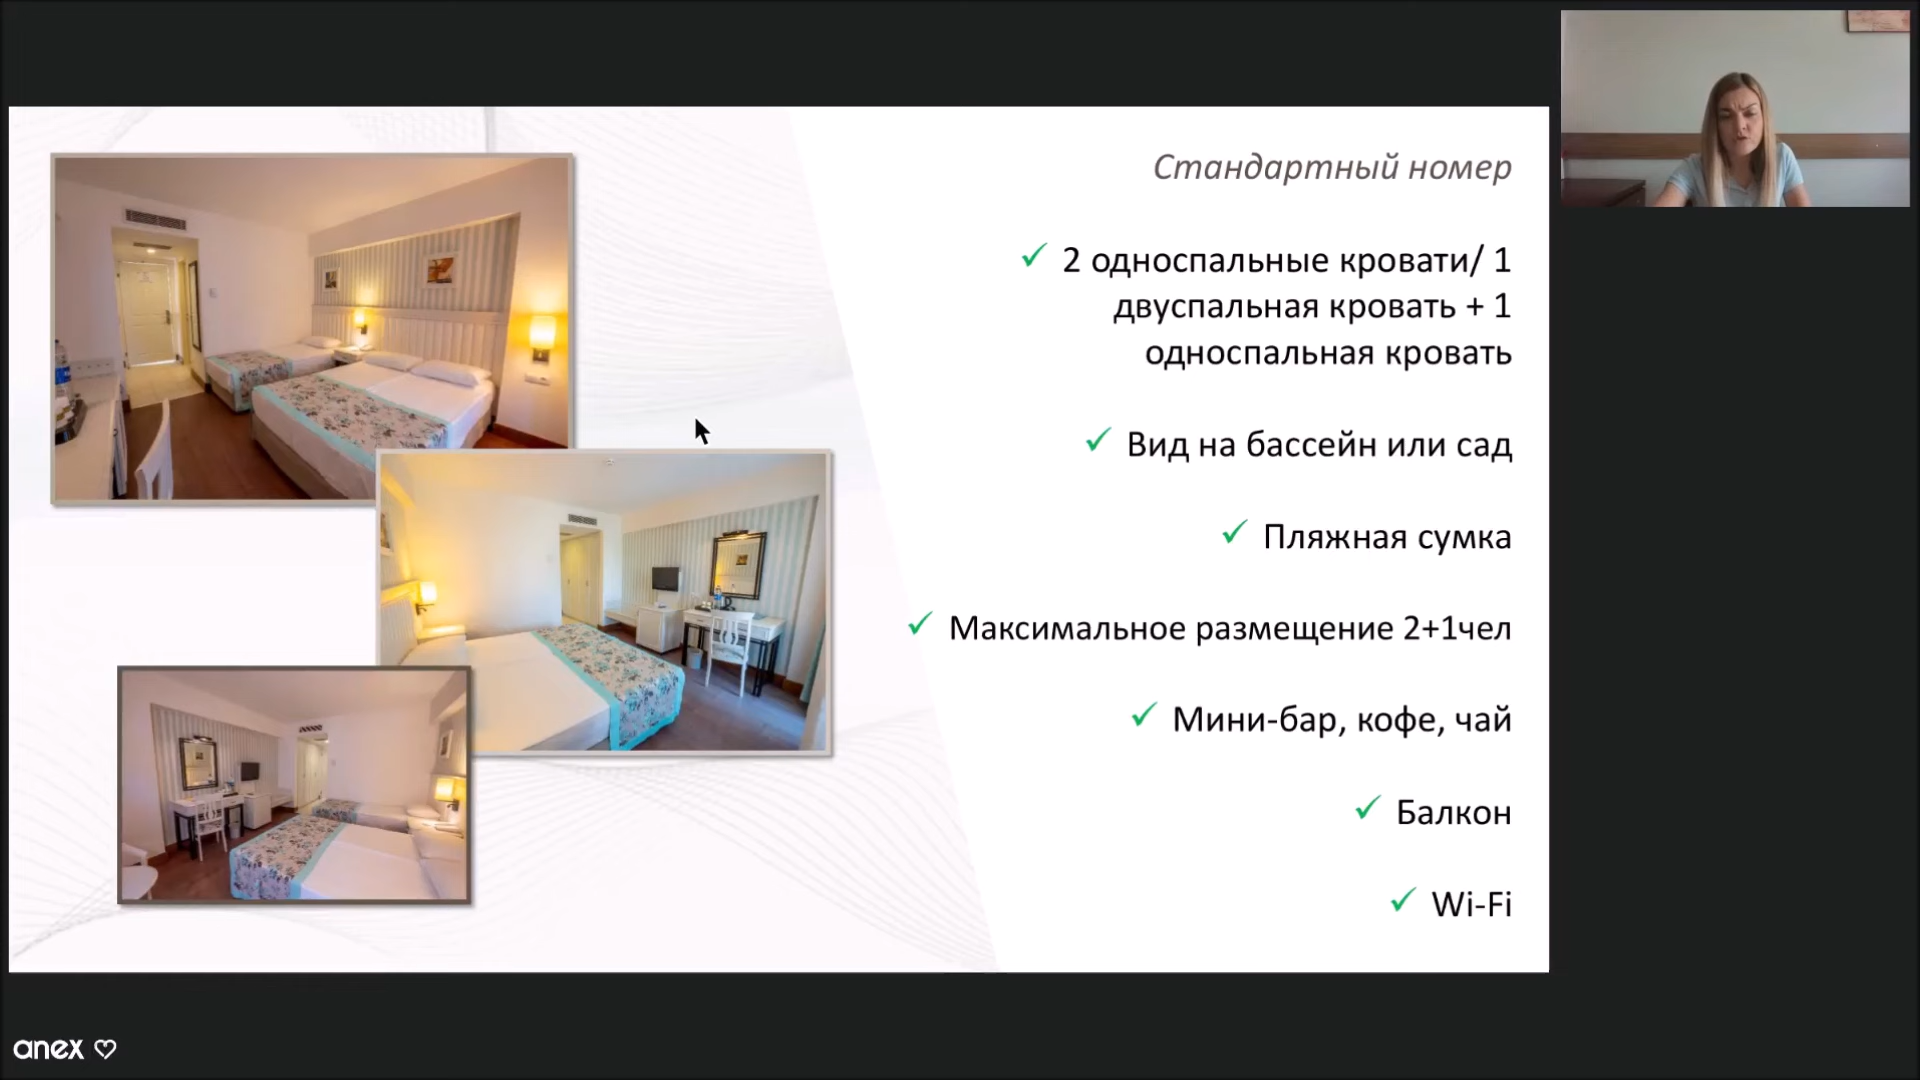 Стандартный номер
✓ 2 односпальные кровати/ 1
двуспальная кровать + 1
односпальная кровать
✓ Вид на бассейн или сад
✓ Пляжная сумка
✓ Максимальное размещение 2+1чел
✓ Мини-бар, кофе, чай
✓ Балкон
✓ Wi-Fi
anex